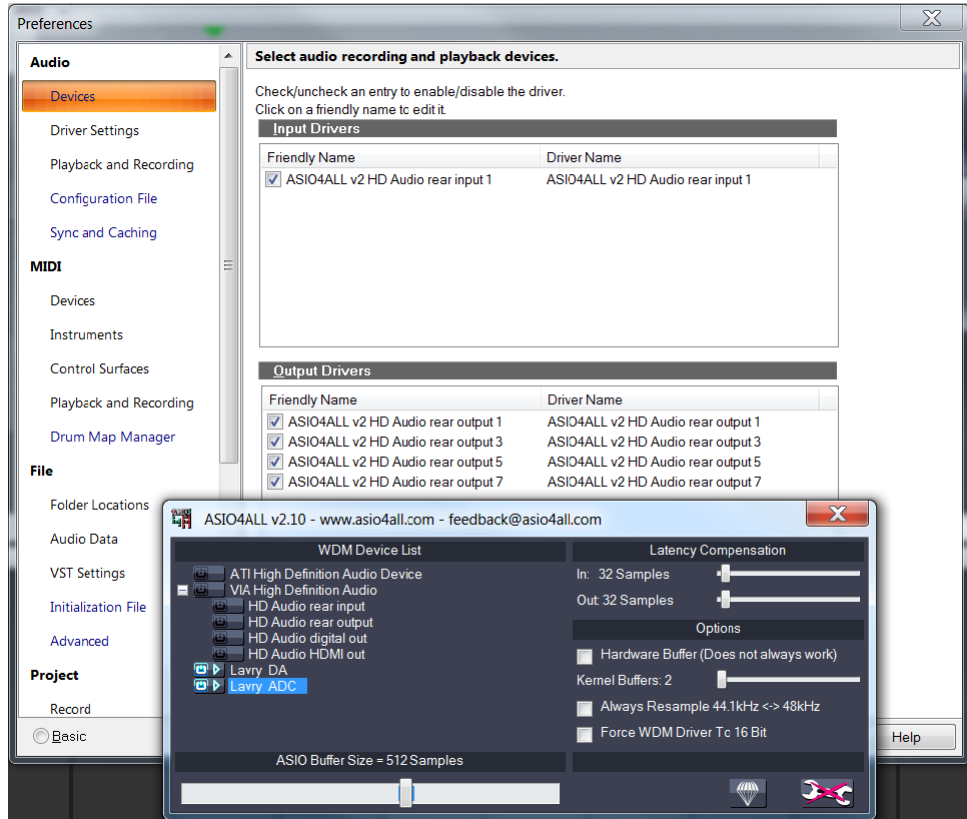 Preferences
Audio
Devices
Driver Settings
Playback and Recording
Configuration File
Sync and Caching
MIDI
Devices
Instruments
Control Surfaces
Playback and Recording
Drum Map Manager
File
Folder Locations
Audio Data
VST Settings
Initialization File
Advanced
Project
Record
Basic
Select audio recording and playback devices.
Check/uncheck an entry to enable/disable the driver.
Click on a friendly name to edit it.
Input Drivers
Friendly Name Driver Name
ASIO4ALL v2 HD Audio rear input 1 ASIO4ALL v2 HD Audio rear input 1
Output Drivers
Friendly Name Driver Name
ASIO4ALL v2 HD Audio rear output 1 ASIO4ALL v2 HD Audio rear output 1
ASIO4ALL v2 HD Audio rear output 3 ASIO4ALL v2 HD Audio rear output 3
ASIO4ALL v2 HD Audio rear output 5 ASIO4ALL v2 HD Audio rear output 5
ASIO4ALL v2 HD Audio rear output 7 ASIO4ALL v2 HD Audio rear output 7
Help
ASIO4ALL v2.10 - www.asio4all.com - feedback@asio4all.com
WDM Device List
ATI High Definition Audio Device
VIA High Definition Audio
HD Audio rear input
HD Audio rear output
HD Audio digital out
HD Audio HDMI out
Lavry DA
Lavry ADC
ASIO Buffer Size = 512 Samples
Latency Compensation
In: 32 Samples
Out: 32 Samples
Options
Hardware Buffer (Does not always work)
Kernel Buffers: 2
Always Resample 44.1kHz <-> 48kHz
Force WDM Driver To 16 Bit